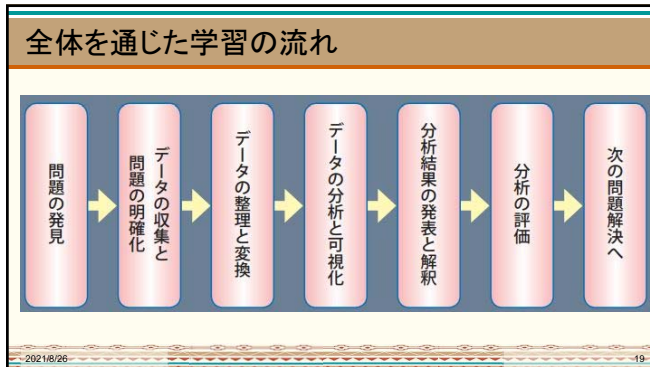 全体を通じた学習の流れ
問題の発見
データの収集と
問題の明確化
データの整理と変換
データの分析と可視化
分析結果の発表と解釈
分析の評価
次の問題解決へ
2021/8/26
19